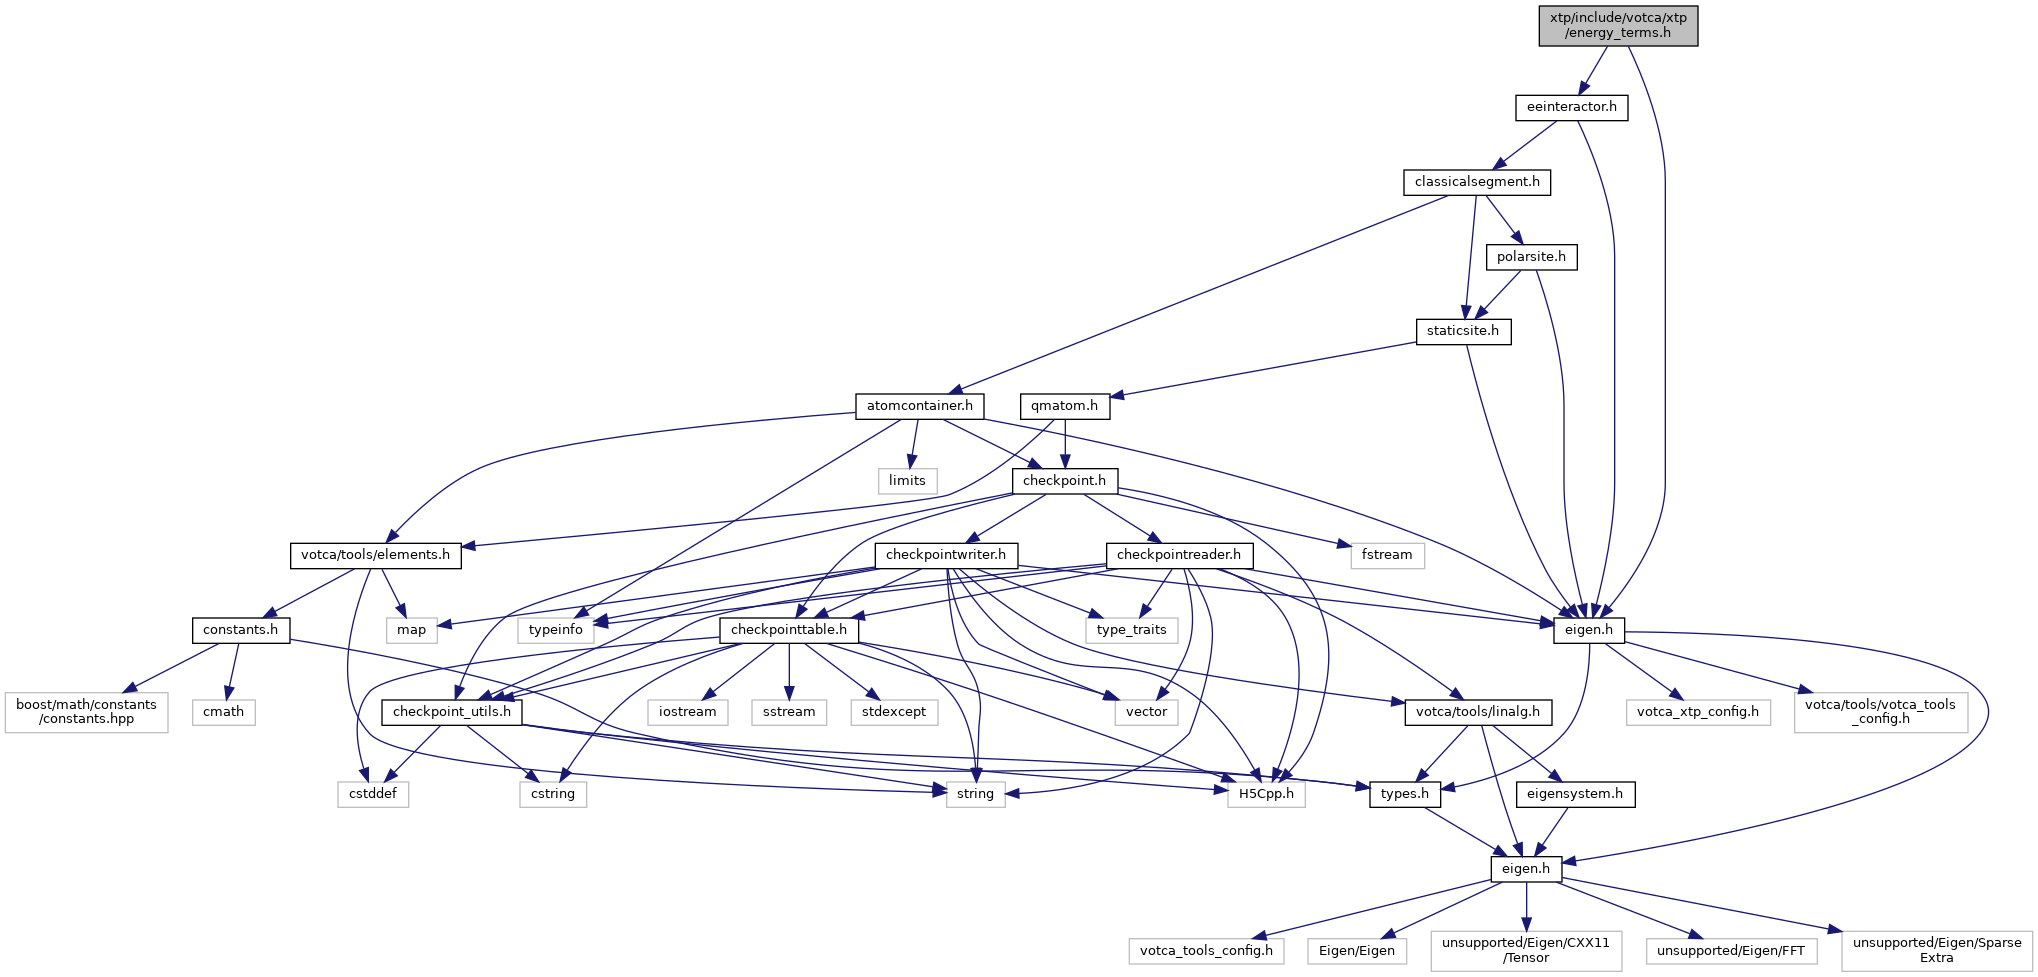 xtp/include/votca/xtp
/energy_terms.h
eeinteractor.h
classicalsegment.h
polarsite.h
staticsite.h
atomcontainer.h
qmatom.h
limits
checkpoint.h
votca/tools/elements.h
checkpointwriter.h
checkpointreader.h
fstream
constants.h
map
typeinfo
checkpointtable.h
type_traits
eigen.h
boost/math/constants
/constants.hpp
cmath
checkpoint_utils.h
iostream
sstream
stdexcept
vector
votca/tools/linalg.h
votca_xtp_config.h
votca/tools/votca_tools
_config.h
cstddef
cstring
string
H5Cpp.h
types.h
eigensystem.h
eigen.h
votca_tools_config.h
Eigen/Eigen
unsupported/Eigen/CXX11
/Tensor
unsupported/Eigen/FFT
unsupported/Eigen/Sparse
Extra